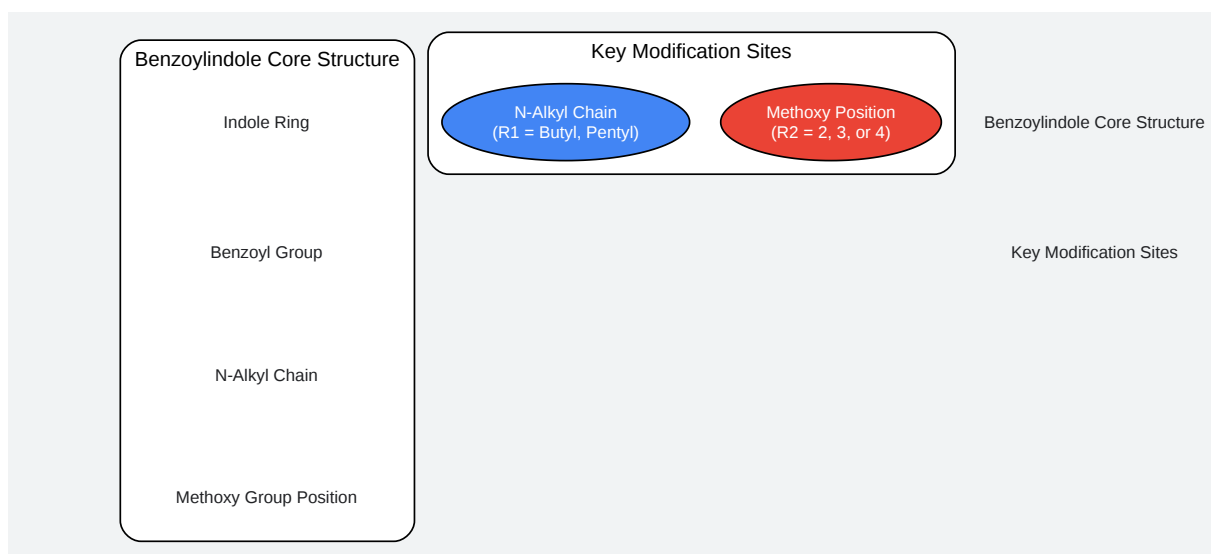 Benzoylindole Core Structure
Indole Ring
Benzoyl Group
N-Alkyl Chain
Methoxy Group Position
Key Modification Sites
N-Alkyl Chain
(R1 = Butyl, Pentyl)
Methoxy Position
(R2 = 2, 3, or 4)
Benzoylindole Core Structure
Key Modification Sites